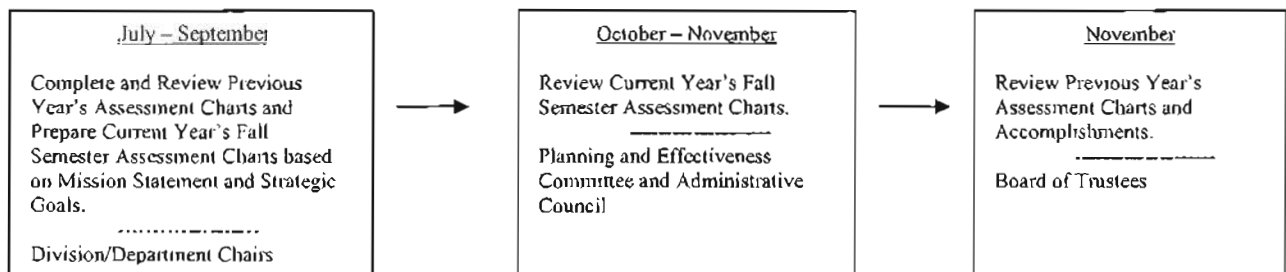 July – September
Complete and Review Previous
Year's Assessment Charts and
Prepare Current Year's Fall
Semester Assessment Charts based
on Mission Statement and Strategic
Goals.
Division/Department Chairs
October – November
Review Current Year's Fall
Semester Assessment Charts.
Planning and Effectiveness
Committee and Administrative
Council
November
Review Previous Year's
Assessment Charts and
Accomplishments.
Board of Trustees